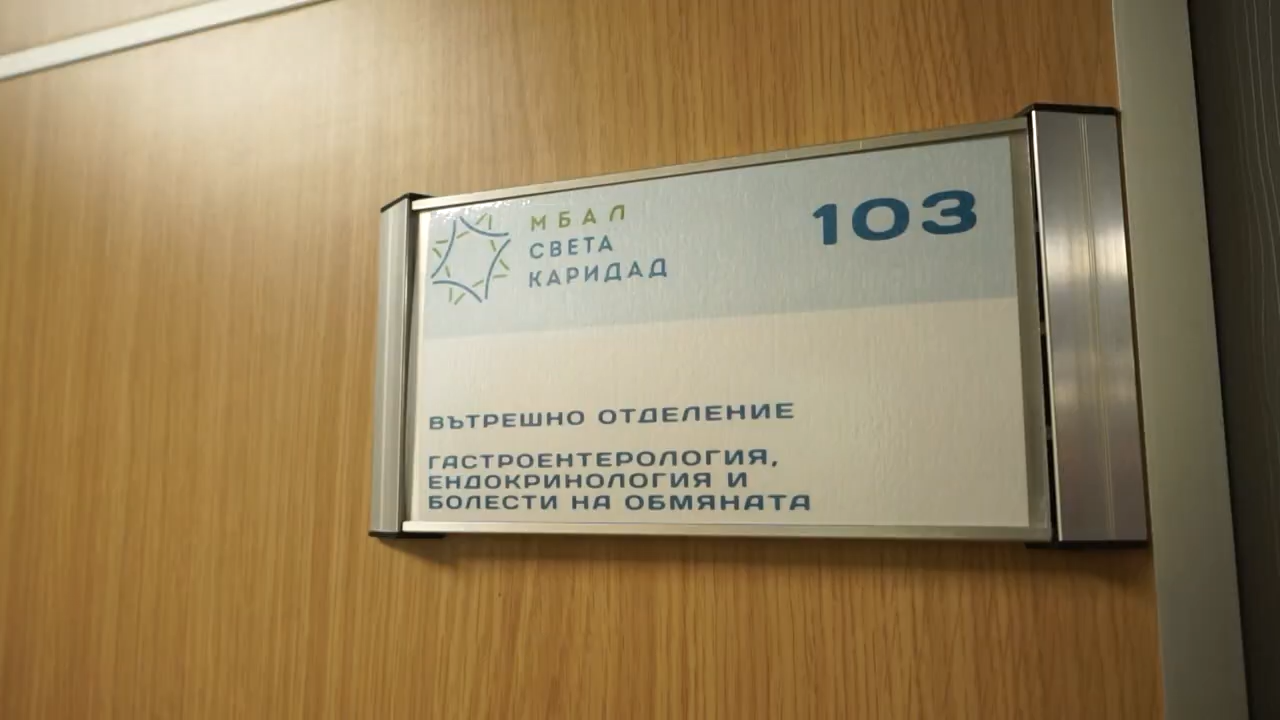 МБАЛ
СВЕТА
КАРИДАД
103
ВЪТРЕШНО ОТДЕЛЕНИЕ
ГАСТРОЕНТЕРОЛОГИЯ,
ЕНДОКРИНОЛОГИЯ И
БОЛЕСТИ НА ОБМЯНАТА